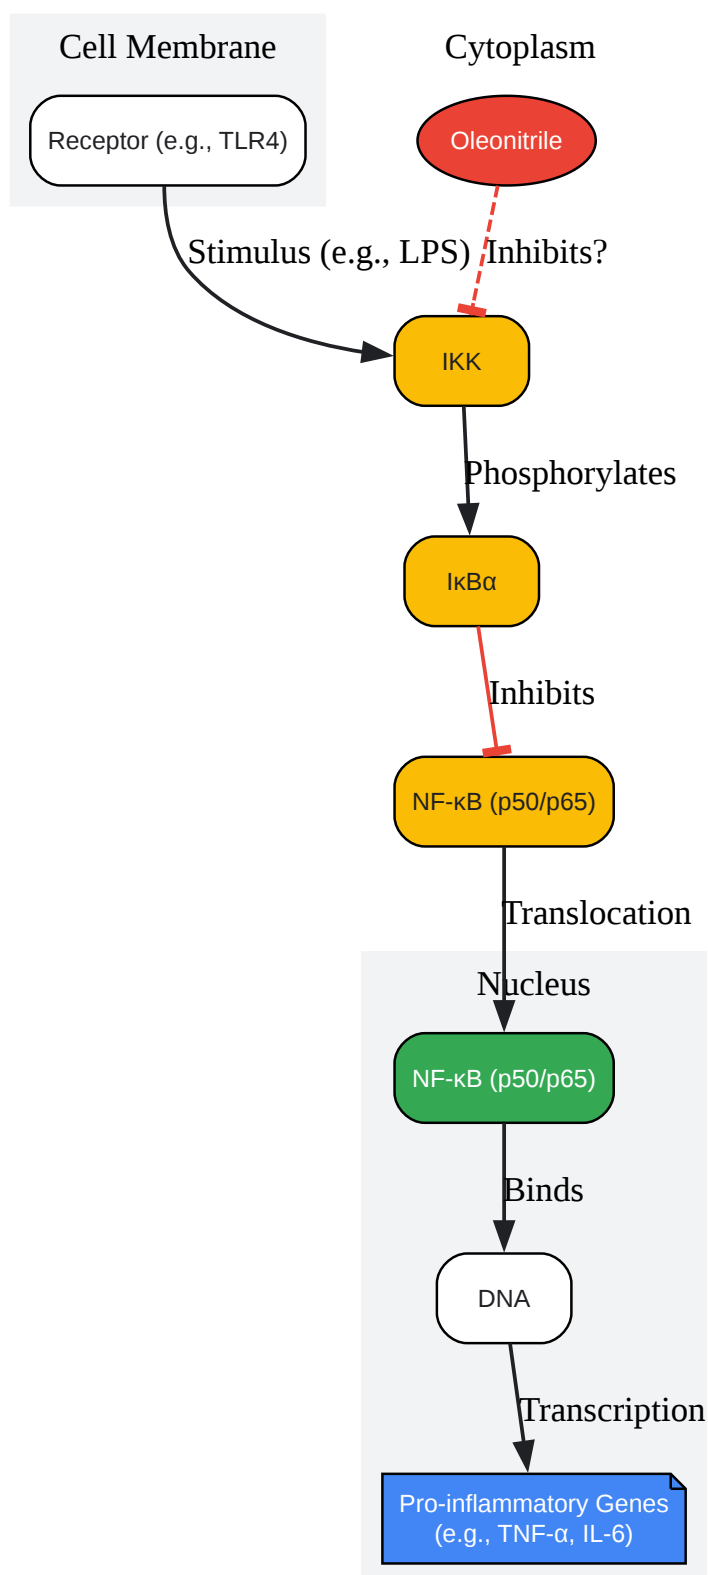 Cell Membrane
Cytoplasm
Receptor (e.g., TLR4)
Oleonitrile
Stimulus (e.g., LPS)
Inhibits?
IKK
Phosphorylates
IκBα
Inhibits
NF-κB (p50/p65)
Translocation
Nucleus
NF-κB (p50/p65)
Binds
DNA
Transcription
Pro-inflammatory Genes
(e.g., TNF-α, IL-6)